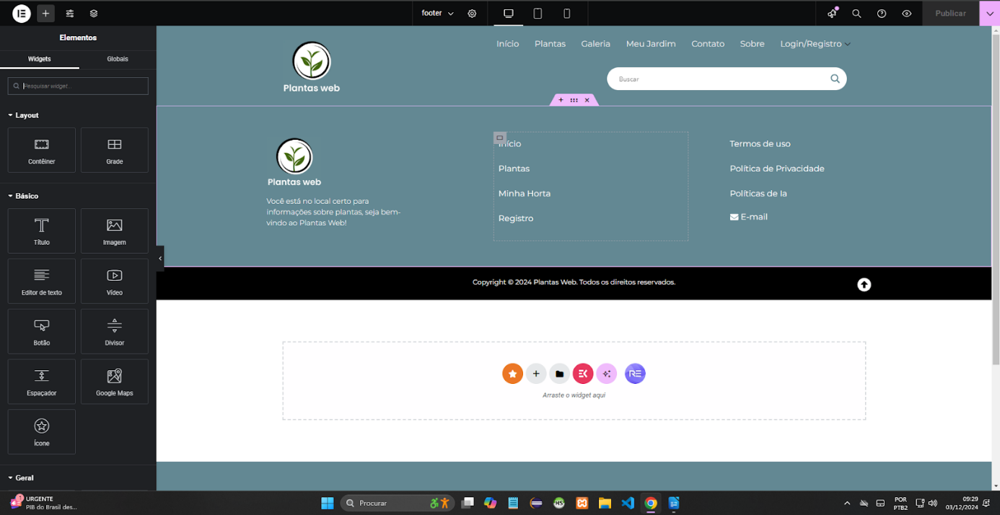 footer
Publicar
Elementos
Widgets
Globais
Pesquisar widget...
Layout
Contêiner
Grade
Básico
Título
Imagem
Editor de texto
Vídeo
Botão
Divisor
Espaçador
Google Maps
Ícone
Geral
Plantas web
Início
Plantas
Galeria
Meu Jardim
Contato
Sobre
Login/Registro
Buscar
Plantas web
Você está no local certo para
informações sobre plantas, seja bem-
vindo ao Plantas Web!
Início
Plantas
Minha Horta
Registro
Termos de uso
Política de Privacidade
Políticas de Ia
E-mail
Copyright © 2024 Plantas Web. Todos os direitos reservados.
Arraste o widget aqui
1
URGENTE
PIB do Brasil des...
Procurar
HS
POR
PTB2
09:29
03/12/2024